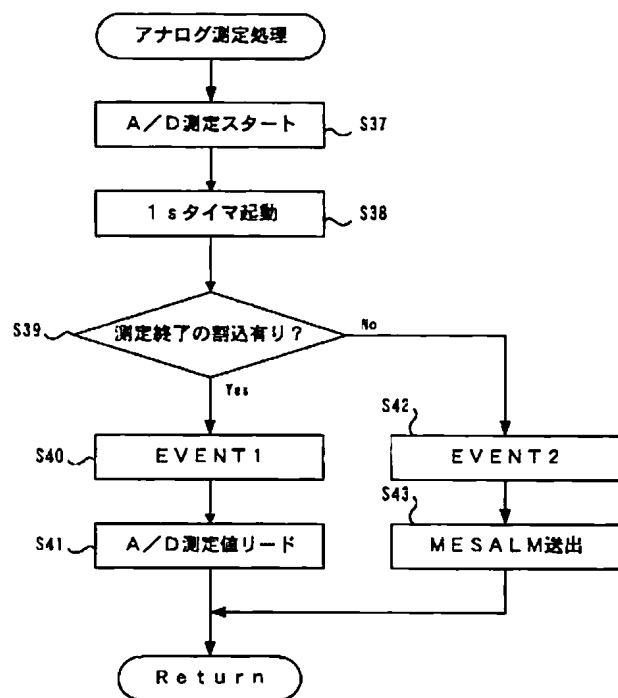 アナログ測定処理
A/D測定スタート
S37
1sタイマ起動
S38
S39
測定終了の割込有り?
No
Yes
S40
EVENT1
S42
EVENT2
S41
A/D測定値リード
S43
MESALM送出
Return